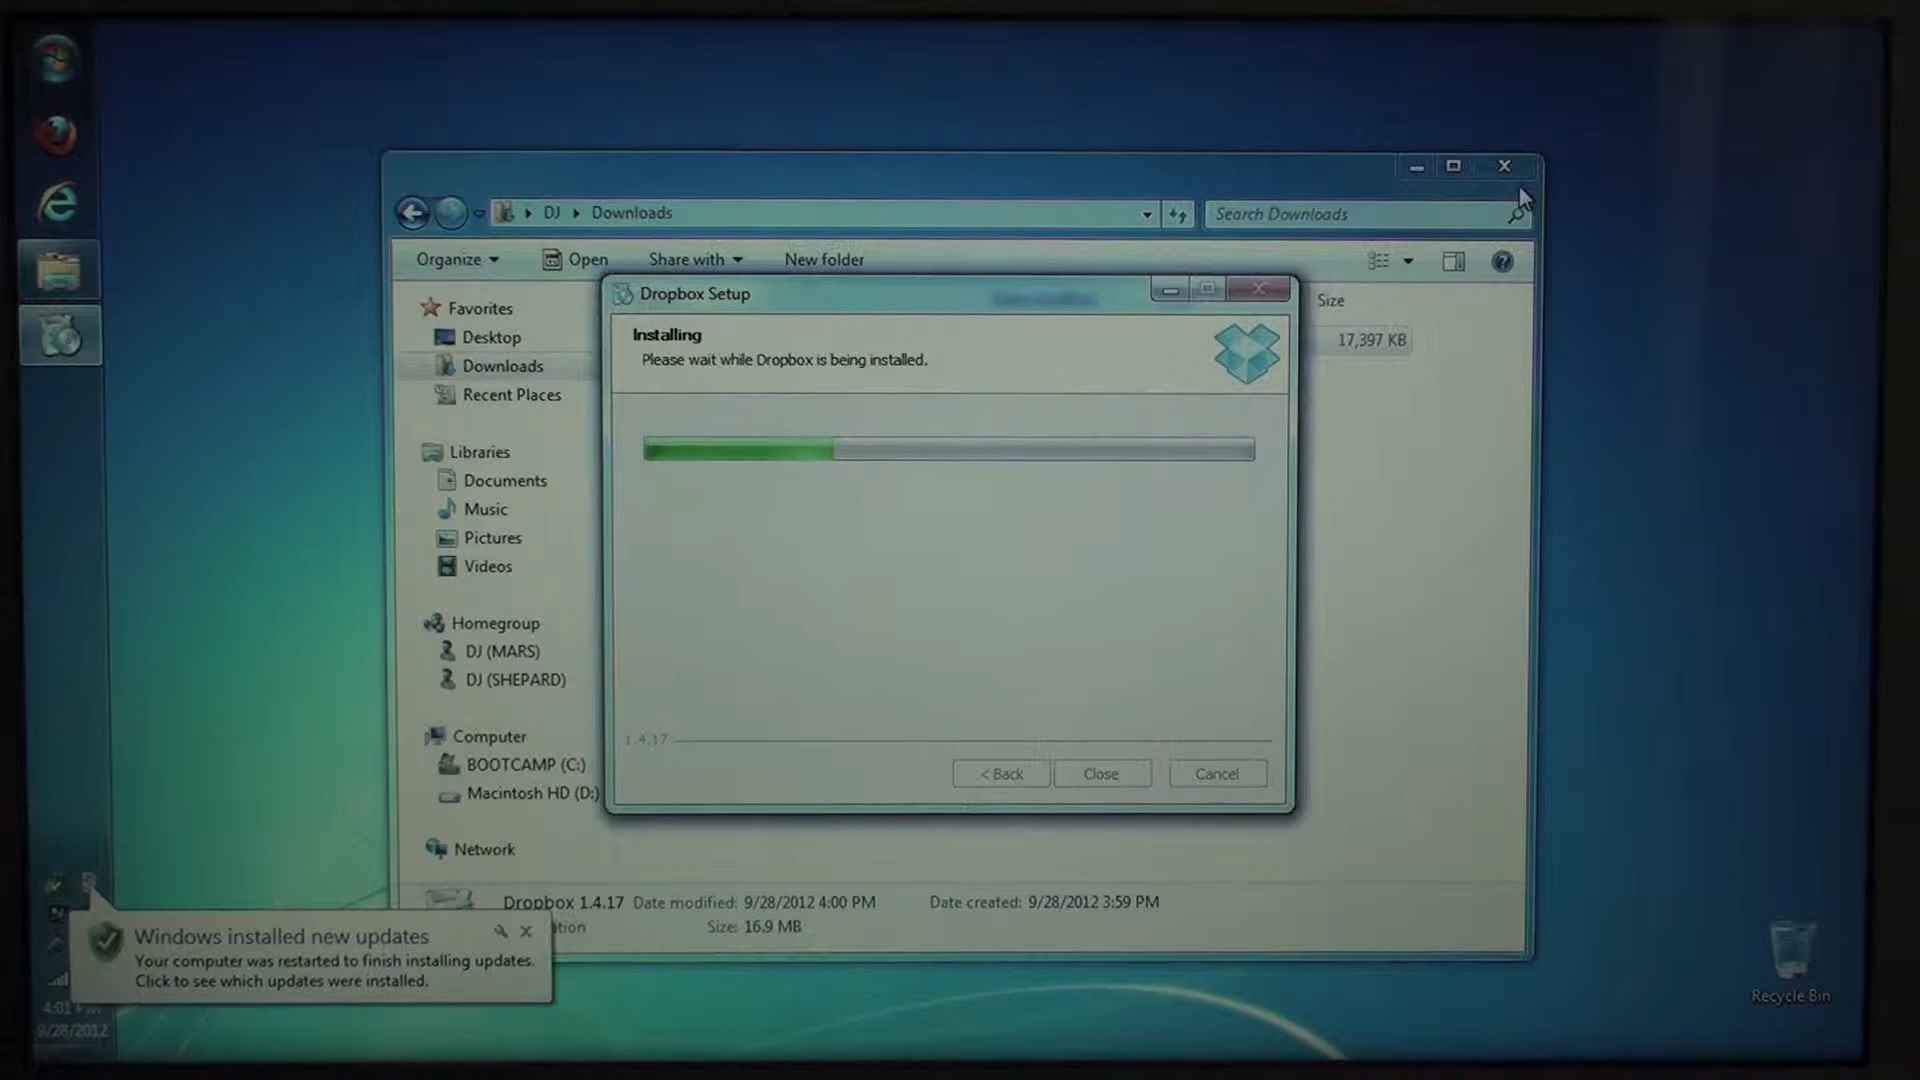 DJ
Downloads
Search Downloads
Organize
Open
Share with
New folder
Dropbox Setup
Size
Installing
Please wait while Dropbox is being installed.
17,397 KB
Favorites
Desktop
Downloads
Recent Places
Libraries
Documents
Music
Pictures
Videos
Homegroup
DJ (MARS)
DJ (SHEPARD)
Computer
BOOTCAMP (C:)
Macintosh HD (D:)
Network
1.4.17
< Back
Close
Cancel
Dropbox 1.4.17 Date modified: 9/28/2012 4:00 PM Date created: 9/28/2012 3:59 PM
Size: 16.9 MB
Windows installed new updates
Your computer was restarted to finish installing updates.
Click to see which updates were installed.
4:01
9/28/2012
Recycle Bin